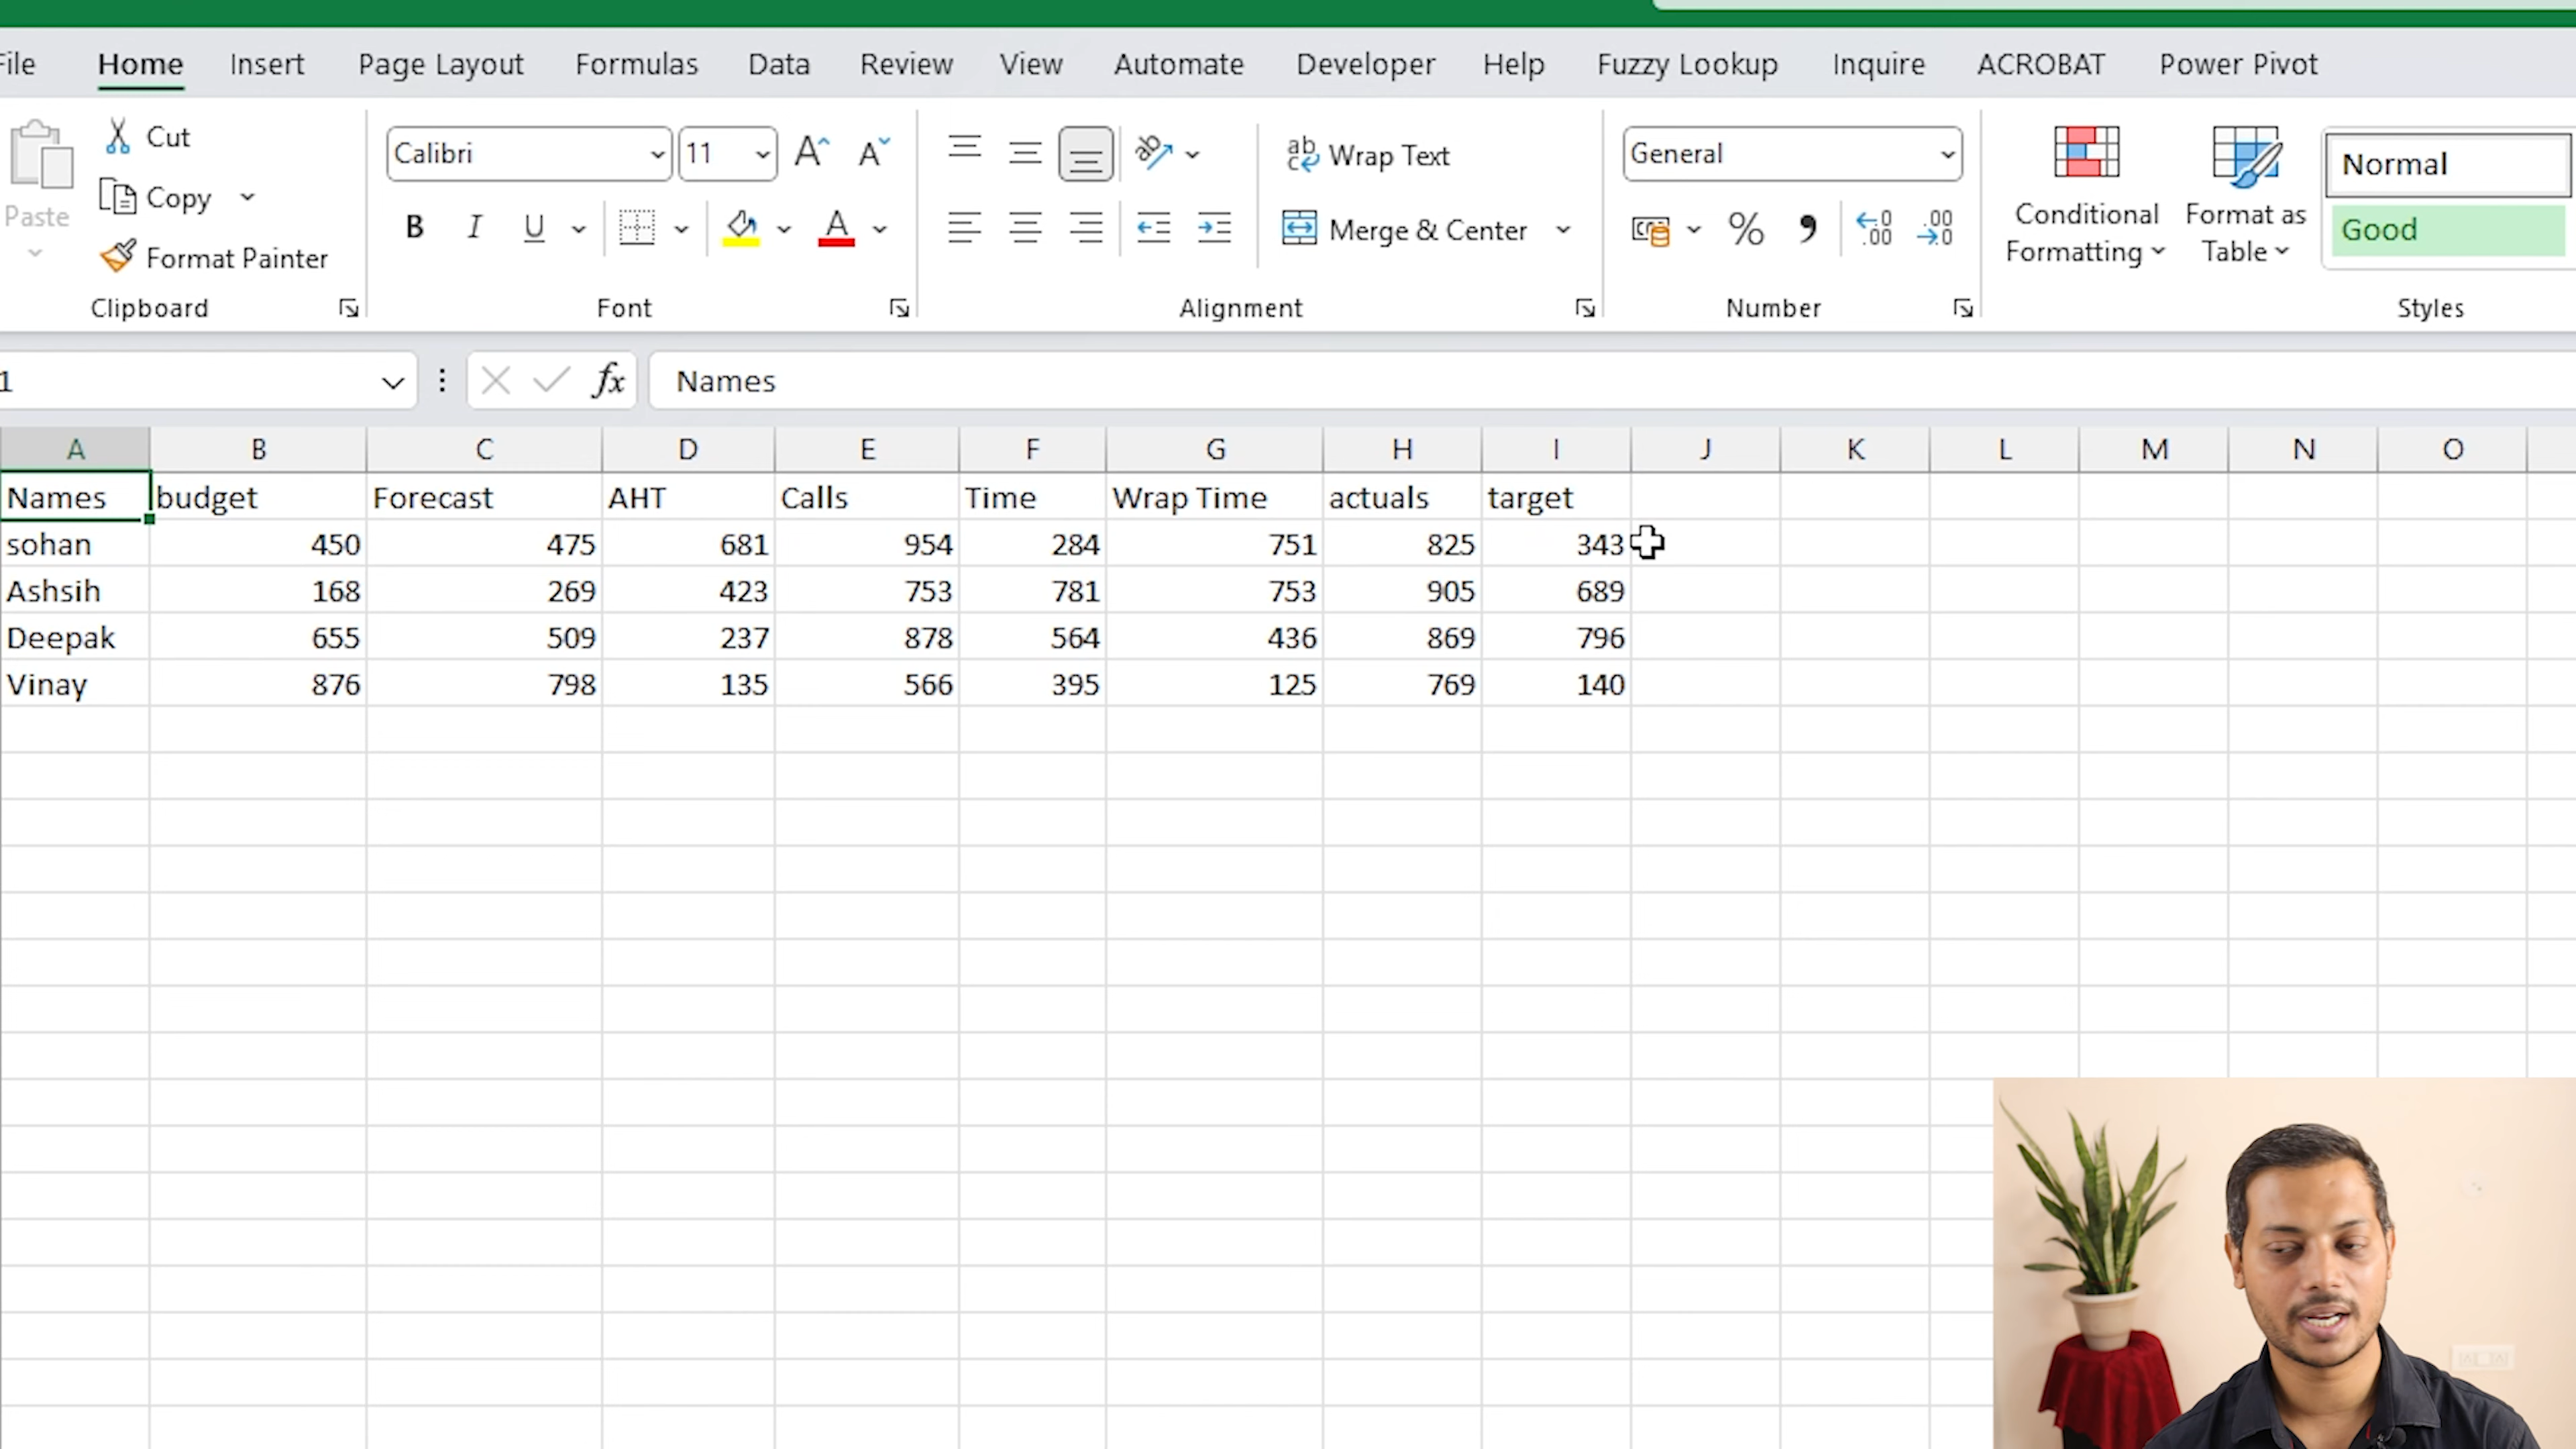 File Home Insert Page Layout Formulas Data Review View Automate Developer Help Fuzzy Lookup Inquire ACROBAT Power Pivot
Paste
Cut
Copy
Format Painter
Clipboard
Calibri 11
B I U
Font
Wrap Text
Merge & Center
Alignment
General
%
Number
Conditional Formatting
Format as Table
Normal
Good
Styles
1 fx Names
A B C D E F G H I J K L M N O
Names budget Forecast AHT Calls Time Wrap Time actuals target
sohan 450 475 681 954 284 751 825 343
Ashsih 168 269 423 753 781 753 905 689
Deepak 655 509 237 878 564 436 869 796
Vinay 876 798 135 566 395 125 769 140